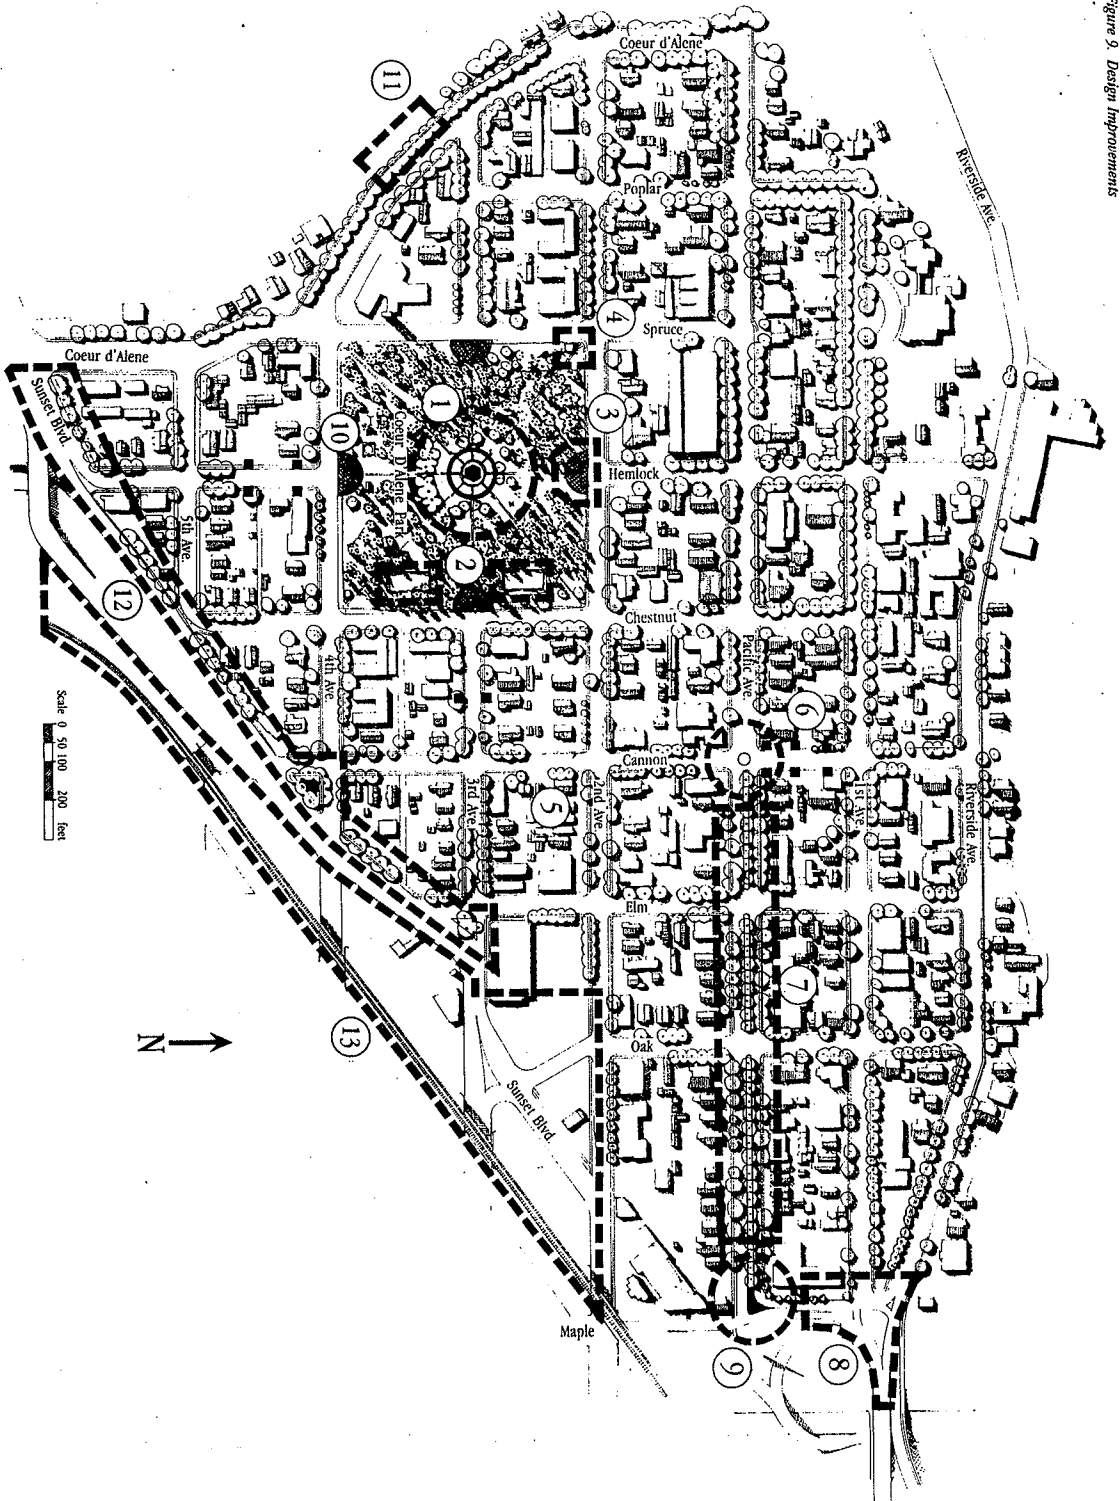 Figure 9. Design Improvements
Coeur d'Alene
Riverside Ave.
11
Poplar
4
Spruce
Coeur d'Alene
Sunset Blvd.
1
3
10
Coeur D'Alene Park
Hemlock
5th Ave.
2
12
Chestnut
4th Ave.
Pacific Ave.
6
Cannon
Scale 0 50 100 200 feet
3rd Ave.
5
2nd Ave.
1st Ave.
Riverside Ave.
Elm
7
N
13
Oak
Sunset Blvd.
Maple
9
8